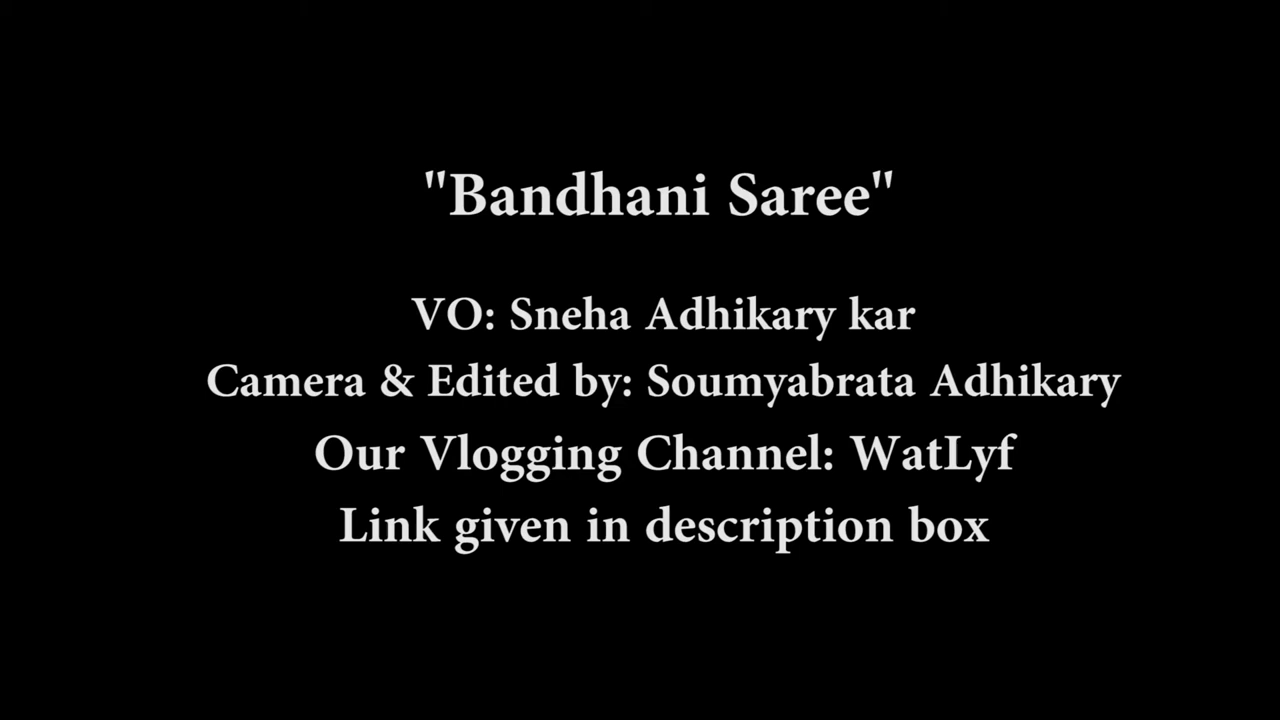 "Bandhani Saree"
VO: Sneha Adhikary kar
Camera & Edited by: Soumyabrata Adhikary
Our Vlogging Channel: WatLyf
Link given in description box